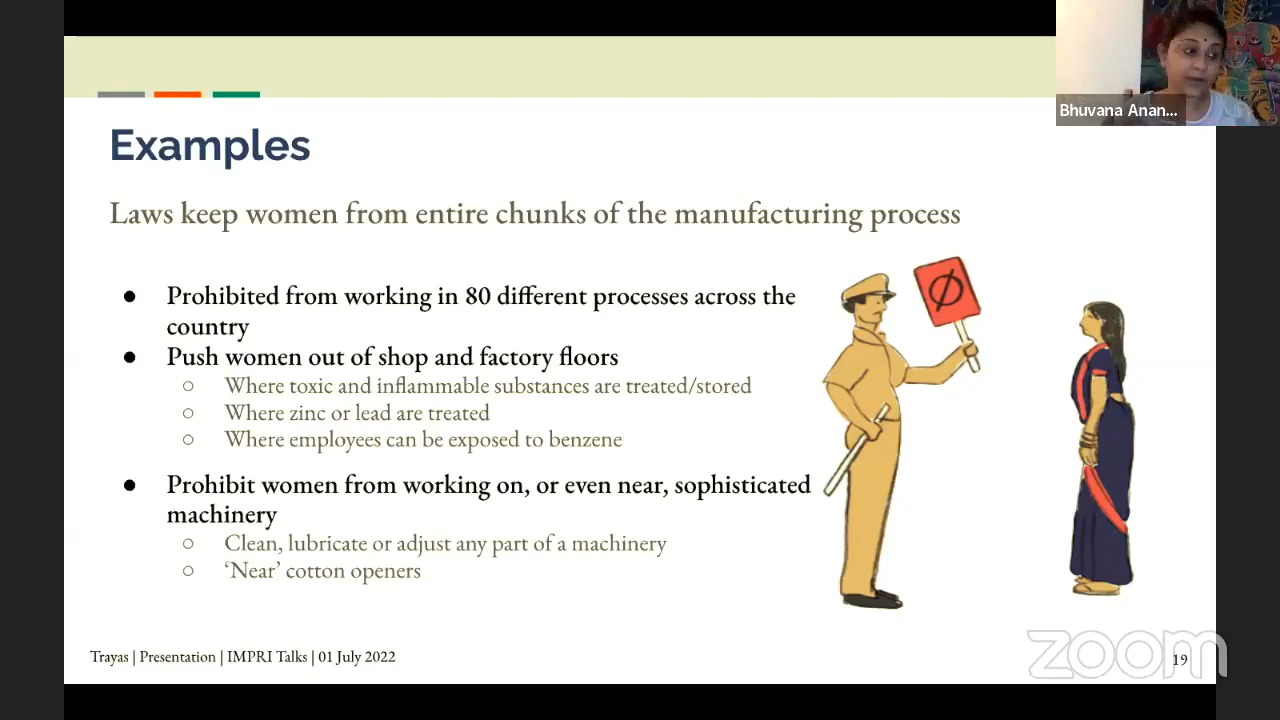 Bhuvana Anan...
Examples
Laws keep women from entire chunks of the manufacturing process
● Prohibited from working in 80 different processes across the
country
● Push women out of shop and factory floors
○ Where toxic and inflammable substances are treated/stored
○ Where zinc or lead are treated
○ Where employees can be exposed to benzene
● Prohibit women from working on, or even near, sophisticated
machinery
○ Clean, lubricate or adjust any part of a machinery
○ ‘Near’ cotton openers
Trayas | Presentation | IMPRI Talks | 01 July 2022
zoom
19